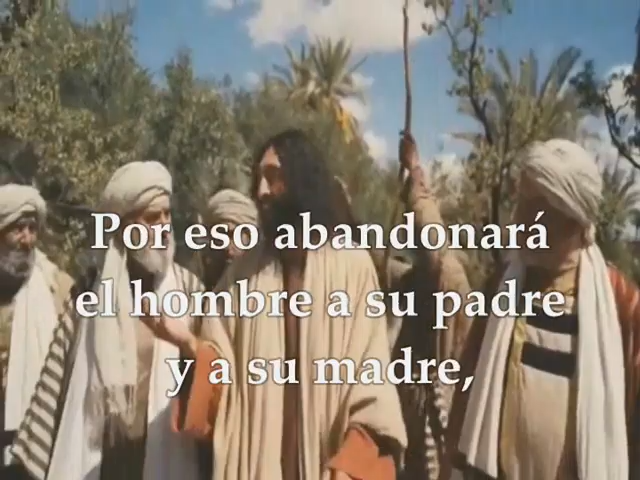 Por eso abandonará
el hombre a su padre
y a su madre,